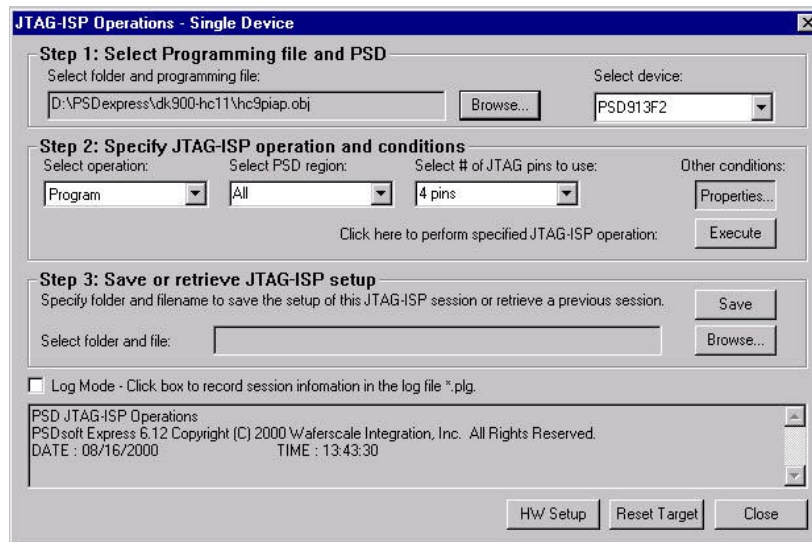 JTAG-ISP Operations - Single Device
Step 1: Select Programming file and PSD
Select folder and programming file:
Select device:
D:\PSDexpress\dk900-hc11\hc9piap.obj
Browse...
PSD913F2
Step 2: Specify JTAG-ISP operation and conditions
Select operation:
Select PSD region:
Select # of JTAG pins to use:
Other conditions:
Program
All
4 pins
Properties...
Click here to perform specified JTAG-ISP operation:
Execute
Step 3: Save or retrieve JTAG-ISP setup
Specify folder and filename to save the setup of this JTAG-ISP session or retrieve a previous session.
Save
Select folder and file:
Browse...
Log Mode - Click box to record session infomation in the log file *.plg.
PSD JTAG-ISP Operations
PSDsoft Express 6.12 Copyright (C) 2000 Waferscale Integration, Inc. All Rights Reserved.
DATE : 08/16/2000 TIME : 13:43:30
HW Setup
Reset Target
Close